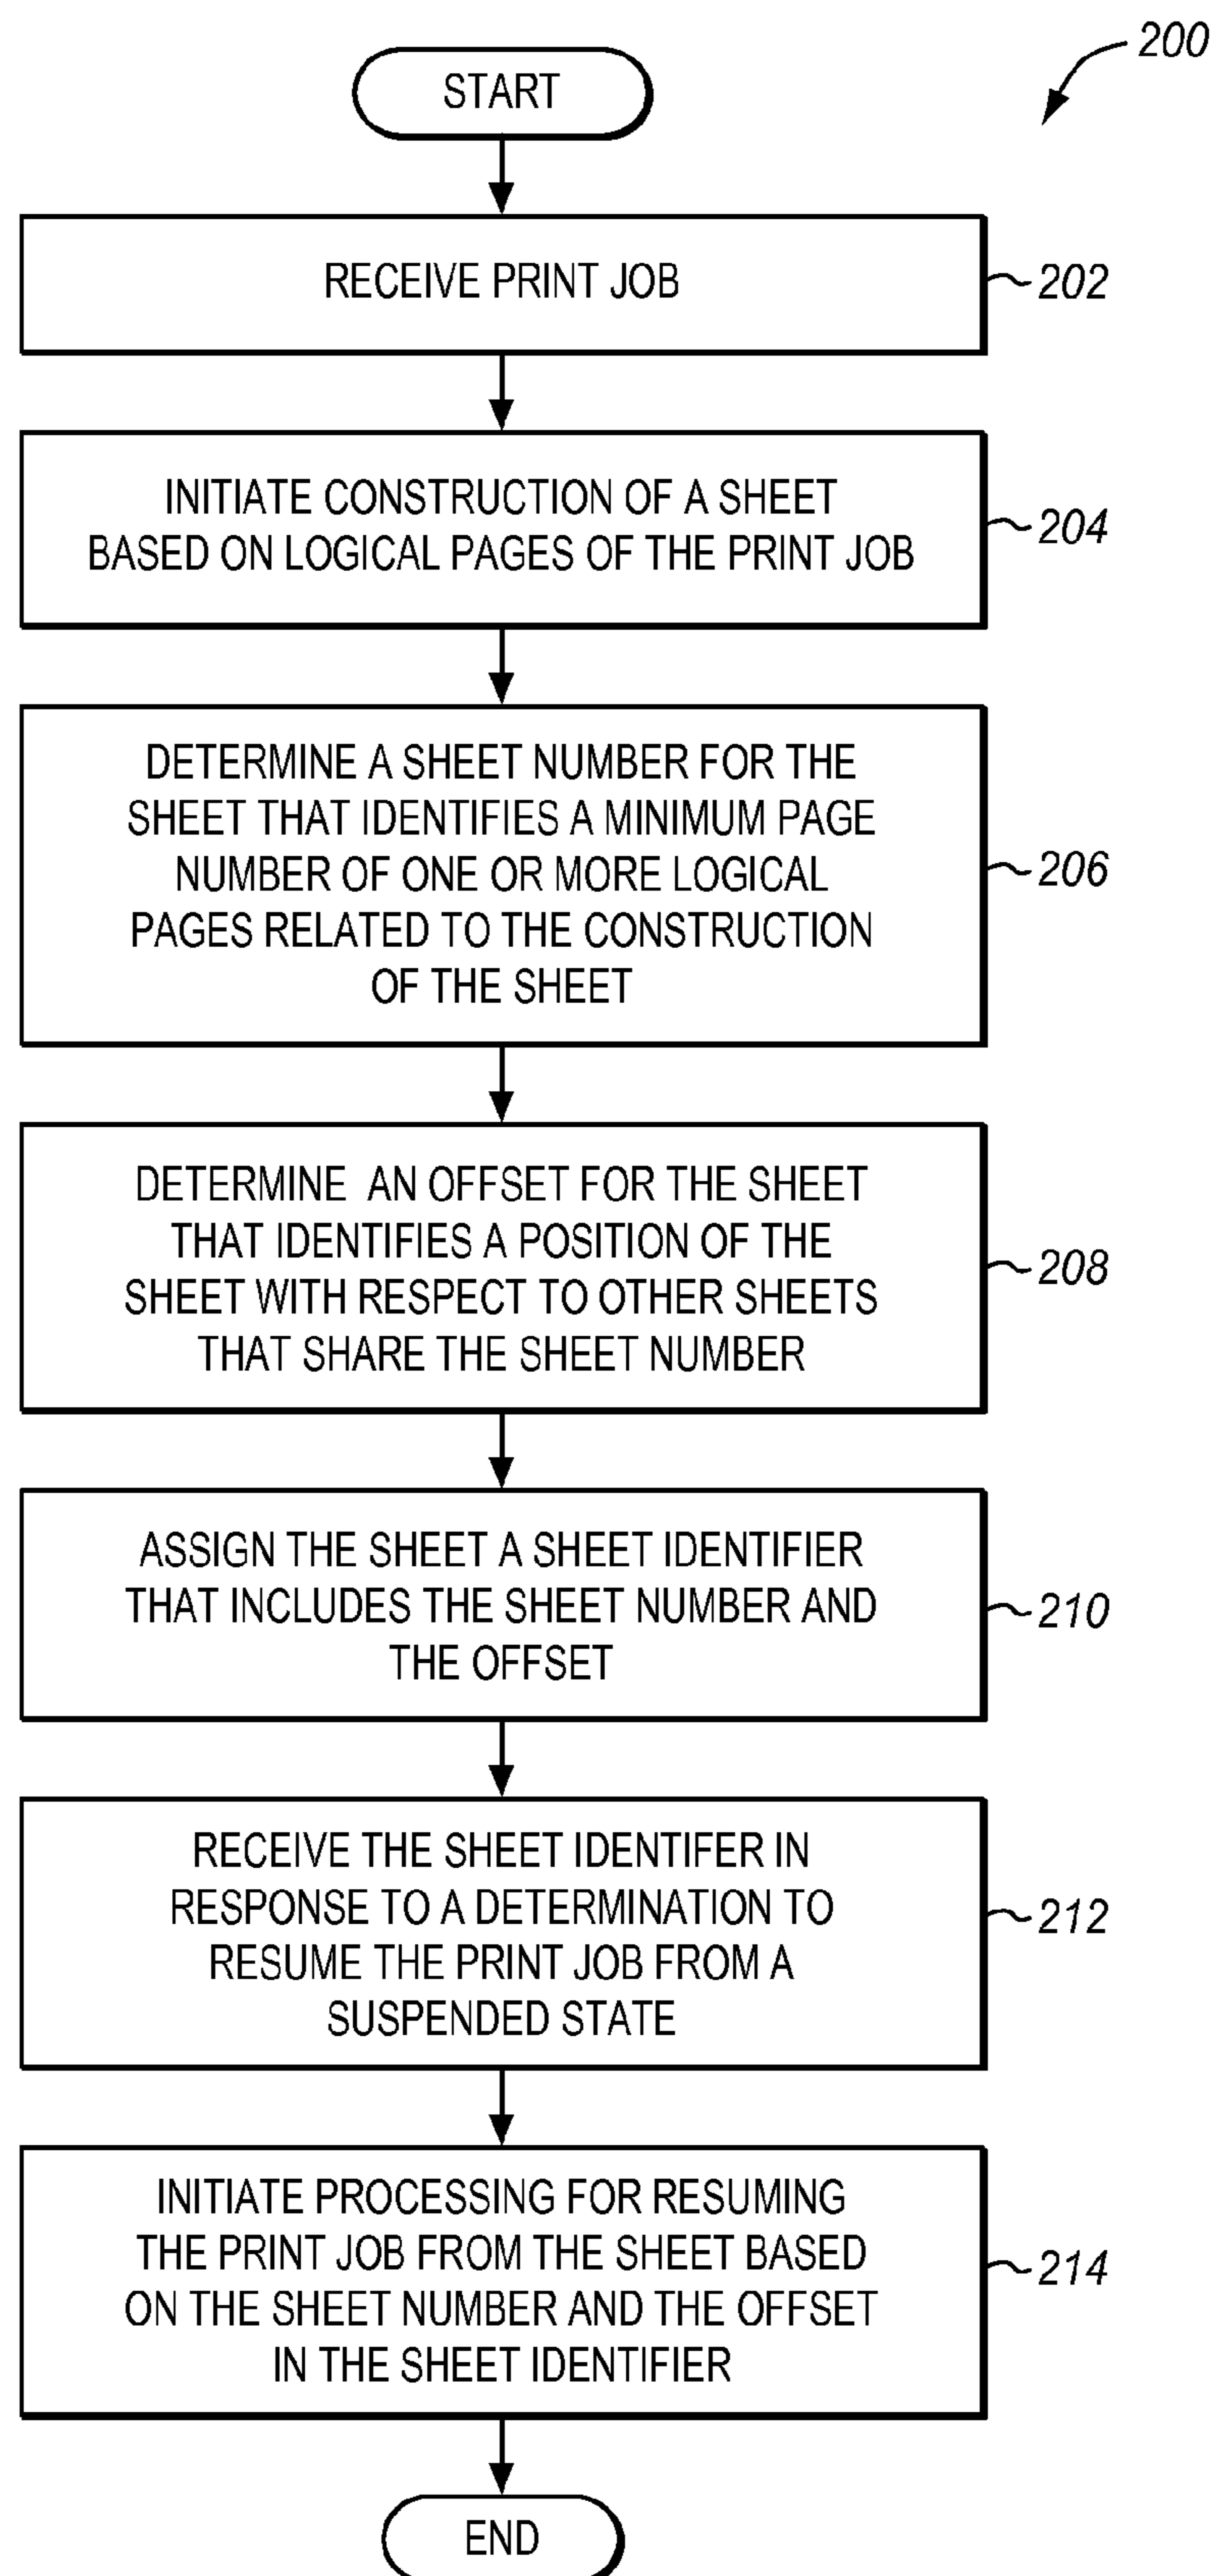 200
START
RECEIVE PRINT JOB
202
INITIATE CONSTRUCTION OF A SHEET
BASED ON LOGICAL PAGES OF THE PRINT JOB
204
DETERMINE A SHEET NUMBER FOR THE
SHEET THAT IDENTIFIES A MINIMUM PAGE
NUMBER OF ONE OR MORE LOGICAL
PAGES RELATED TO THE CONSTRUCTION
OF THE SHEET
206
DETERMINE AN OFFSET FOR THE SHEET
THAT IDENTIFIES A POSITION OF THE
SHEET WITH RESPECT TO OTHER SHEETS
THAT SHARE THE SHEET NUMBER
208
ASSIGN THE SHEET A SHEET IDENTIFIER
THAT INCLUDES THE SHEET NUMBER AND
THE OFFSET
210
RECEIVE THE SHEET IDENTIFER IN
RESPONSE TO A DETERMINATION TO
RESUME THE PRINT JOB FROM A
SUSPENDED STATE
212
INITIATE PROCESSING FOR RESUMING
THE PRINT JOB FROM THE SHEET BASED
ON THE SHEET NUMBER AND THE OFFSET
IN THE SHEET IDENTIFIER
214
END